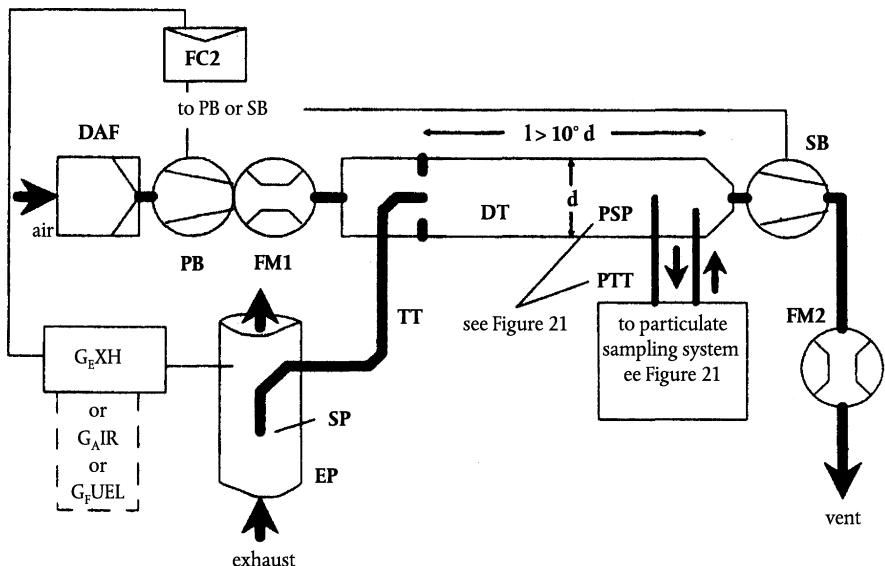 FC2
to PB or SB
DAF
l > 10° d
SB
air
d
DT
PSP
PB
FM1
PTT
TT
see Figure 21
FM2
to particulate
sampling system
ee Figure 21
GEXH
or
GAIR
or
GFUEL
SP
EP
vent
exhaust